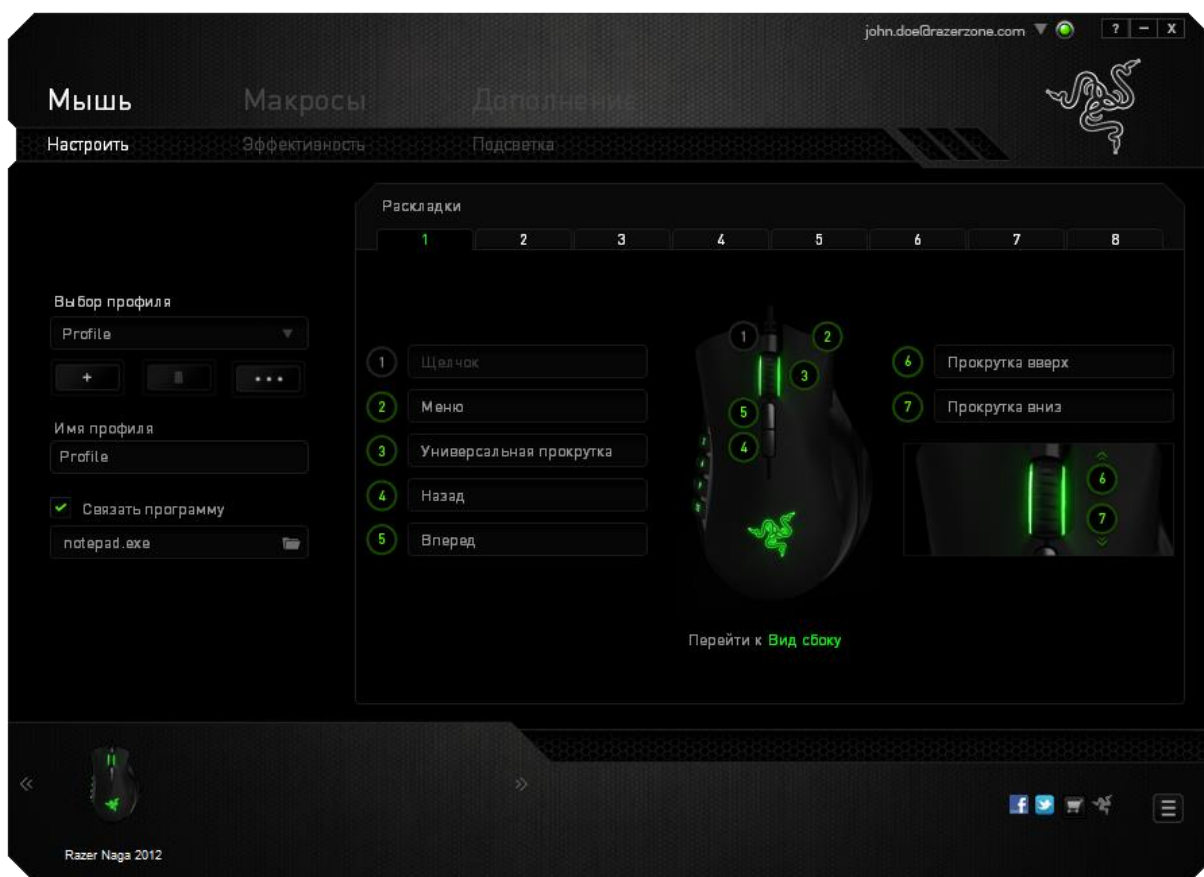 john.doe@razerzone.com ? – X
Мышь Макросы Дополнение
Настроить Эффективность Подсветка
Раскладки
1 2 3 4 5 6 7 8
Выбор профиля
Profile
+ •••
Имя профиля
Profile
Связать программу
notepad.exe
1 Щелчок
2 Меню
3 Универсальная прокрутка
4 Назад
5 Вперед
1
2
3
5
4
6 Прокрутка вверх
7 Прокрутка вниз
6
7
Перейти к Вид сбоку
Razer Naga 2012